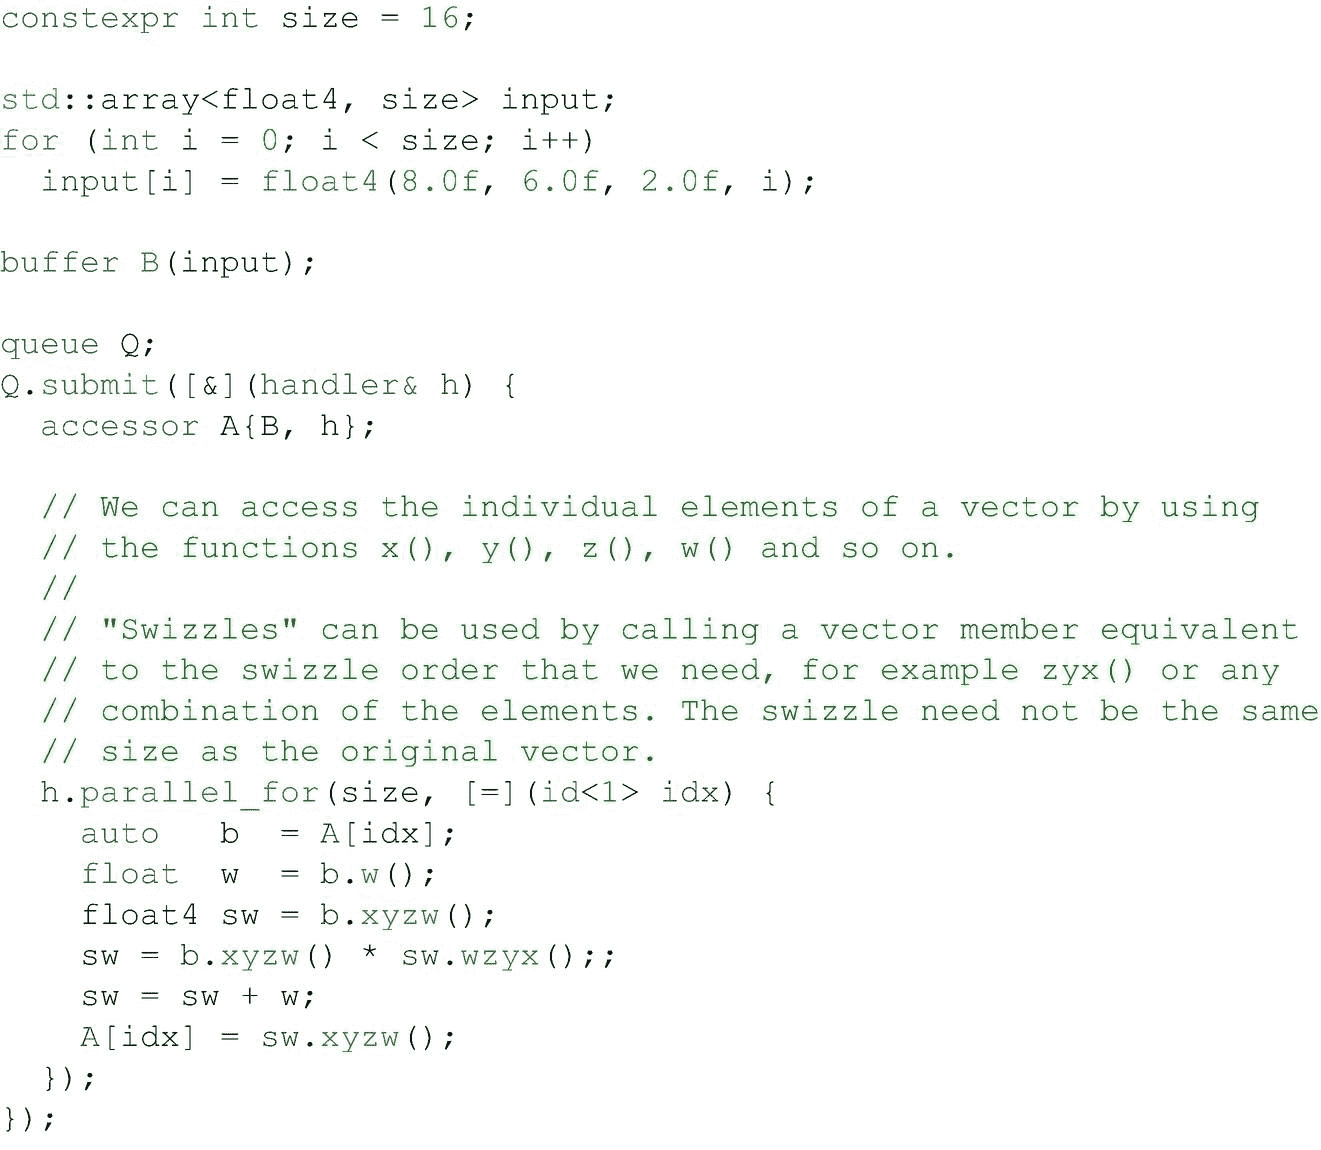 constexpr int size = 16;
std::array<float4, size> input;
for (int i = 0; i < size; i++)
  input[i] = float4(8.0f, 6.0f, 2.0f, i);
buffer B(input);
queue Q;
Q.submit([&](handler& h) {
  accessor A{B, h};
  // We can access the individual elements of a vector by using
  // the functions x(), y(), z(), w() and so on.
  //
  // "Swizzles" can be used by calling a vector member equivalent
  // to the swizzle order that we need, for example zyx() or any
  // combination of the elements. The swizzle need not be the same
  // size as the original vector.
  h.parallel_for(size, [=](id<1> idx) {
    auto   b  = A[idx];
    float  w  = b.w();
    float4 sw = b.xyzw();
    sw = b.xyzw() * sw.wzyx();;
    sw = sw + w;
    A[idx] = sw.xyzw();
  });
});